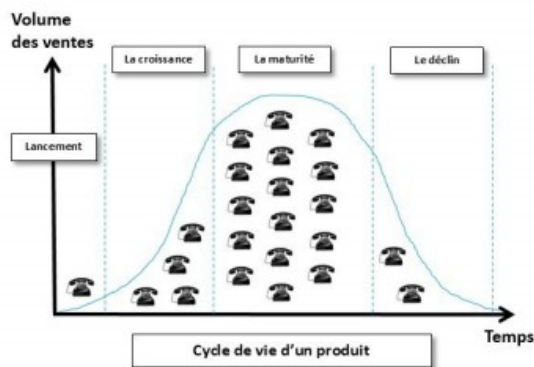 Volume
des ventes
La croissance
La maturité
Le déclin
Lancement
Temps
Cycle de vie d'un produit